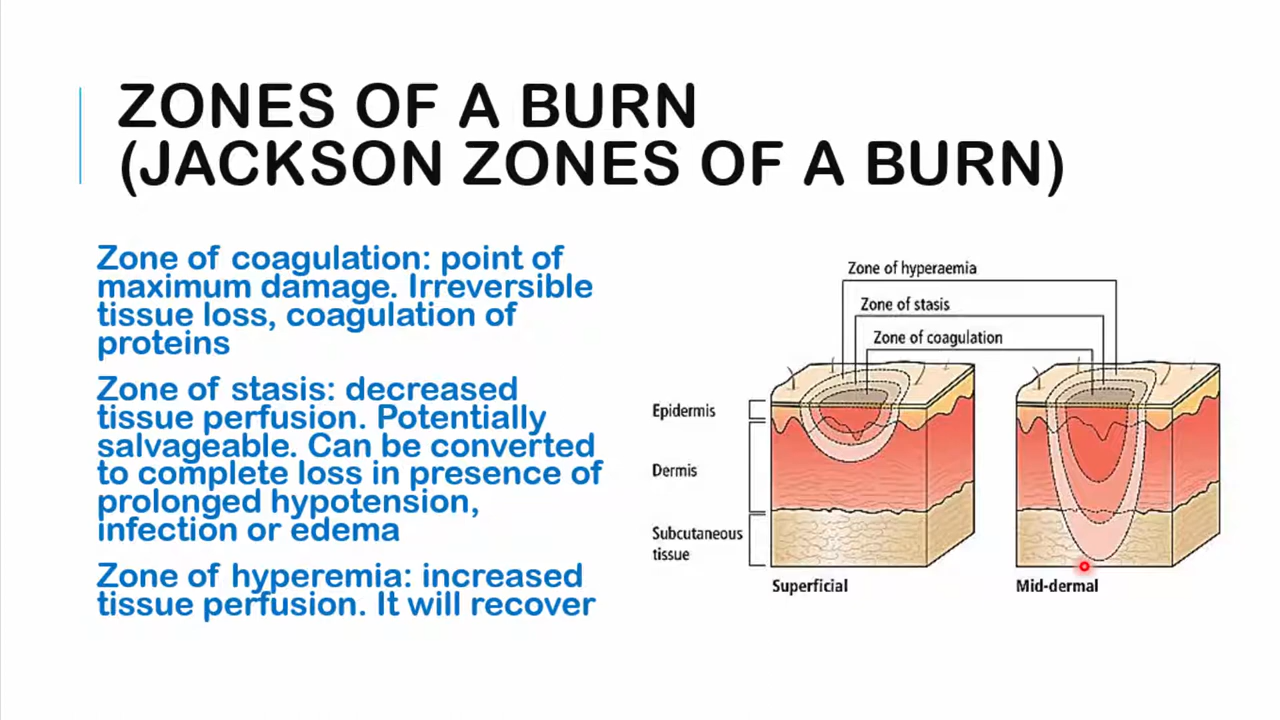 ZONES OF A BURN
(JACKSON ZONES OF A BURN)
Zone of coagulation: point of
maximum damage. Irreversible
tissue loss, coagulation of
proteins
Zone of stasis: decreased
tissue perfusion. Potentially
salvageable. Can be converted
to complete loss in presence of
prolonged hypotension,
infection or edema
Zone of hyperemia: increased
tissue perfusion. It will recover
Zone of hyperaemia
Zone of stasis
Zone of coagulation
Epidermis
Dermis
Subcutaneous
tissue
Superficial
Mid-dermal